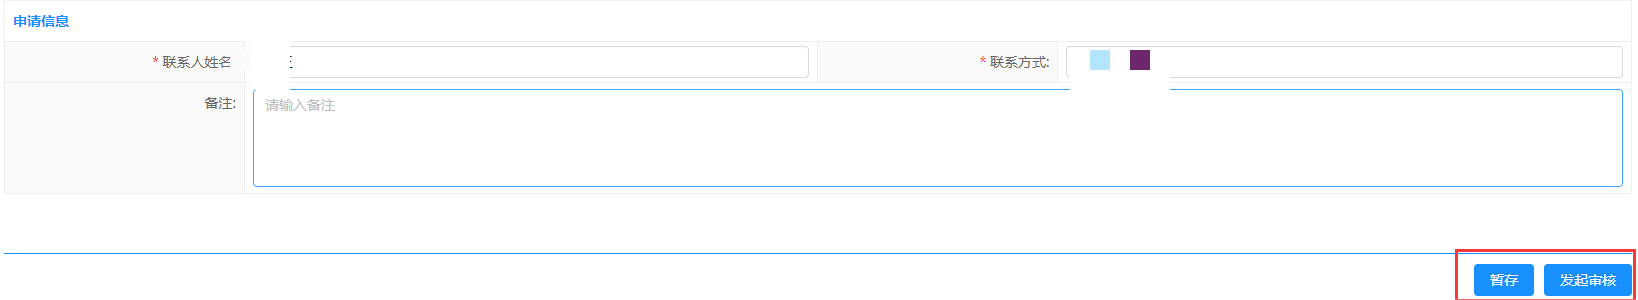 申请信息
* 联系人姓名
* 联系方式:
备注:
请输入备注
暂存 发起审核